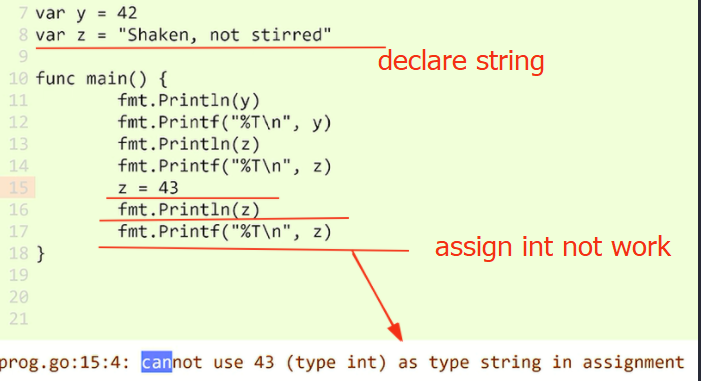 7 var y = 42
8 var z = "Shaken, not stirred"
9
declare string
10 func main() {
11 fmt.Println(y)
12 fmt.Printf("%T\n", y)
13 fmt.Println(z)
14 fmt.Printf("%T\n", z)
15 z = 43
16 fmt.Println(z)
17 fmt.Printf("%T\n", z)
assign int not work
18 }
19
20
21
prog.go:15:4: cannot use 43 (type int) as type string in assignment